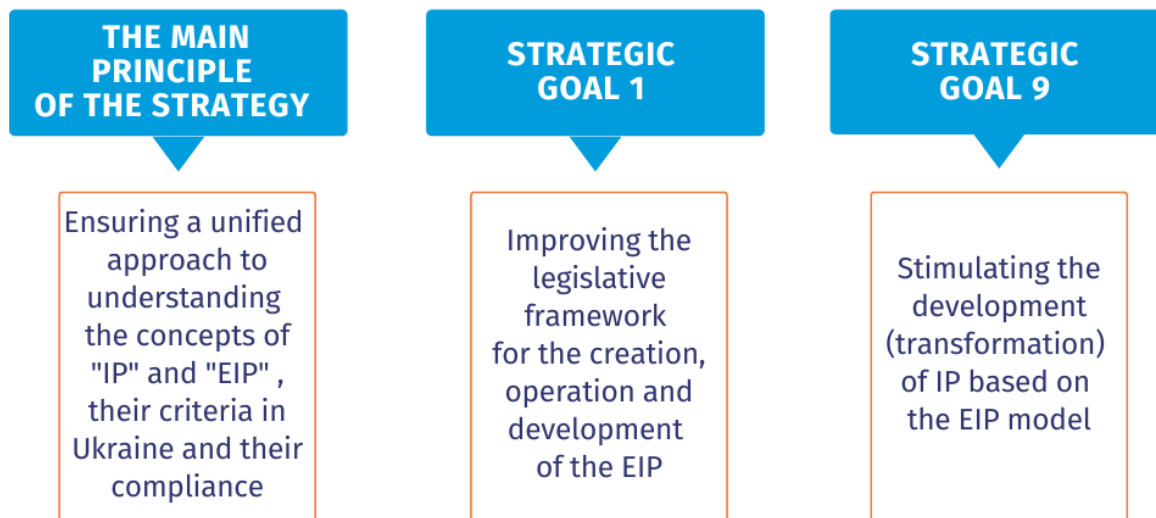 THE MAIN
PRINCIPLE
OF THE STRATEGY
Ensuring a unified
approach to
understanding
the concepts of
"IP" and "EIP" ,
their criteria in
Ukraine and their
compliance
STRATEGIC
GOAL 1
Improving the
legislative
framework
for the creation,
operation and
development
of the EIP
STRATEGIC
GOAL 9
Stimulating the
development
(transformation)
of IP based on
the EIP model